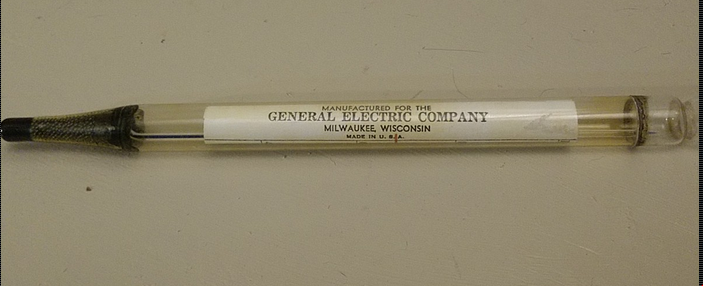 MANUFACTURED FOR THE
GENERAL ELECTRIC COMPANY
MILWAUKEE, WISCONSIN
MADE IN U. S. A.